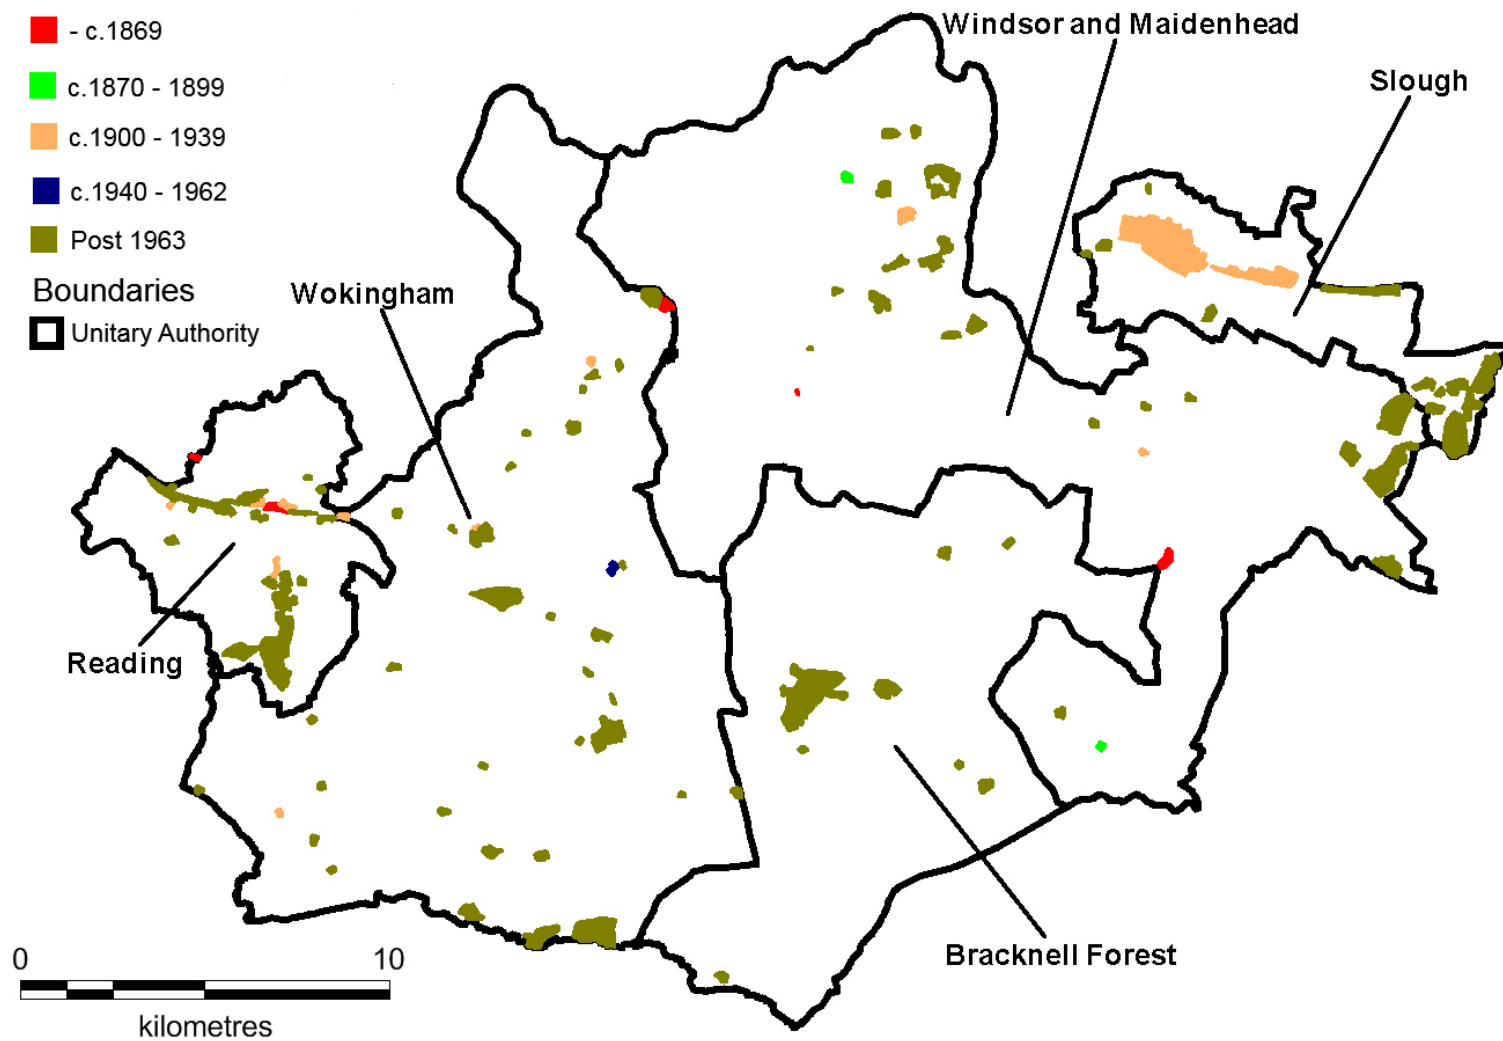 - c.1869
c.1870 - 1899
c.1900 - 1939
c.1940 - 1962
Post 1963
Boundaries
Unitary Authority
Windsor and Maidenhead
Slough
Wokingham
Reading
Bracknell Forest
0 10
kilometres